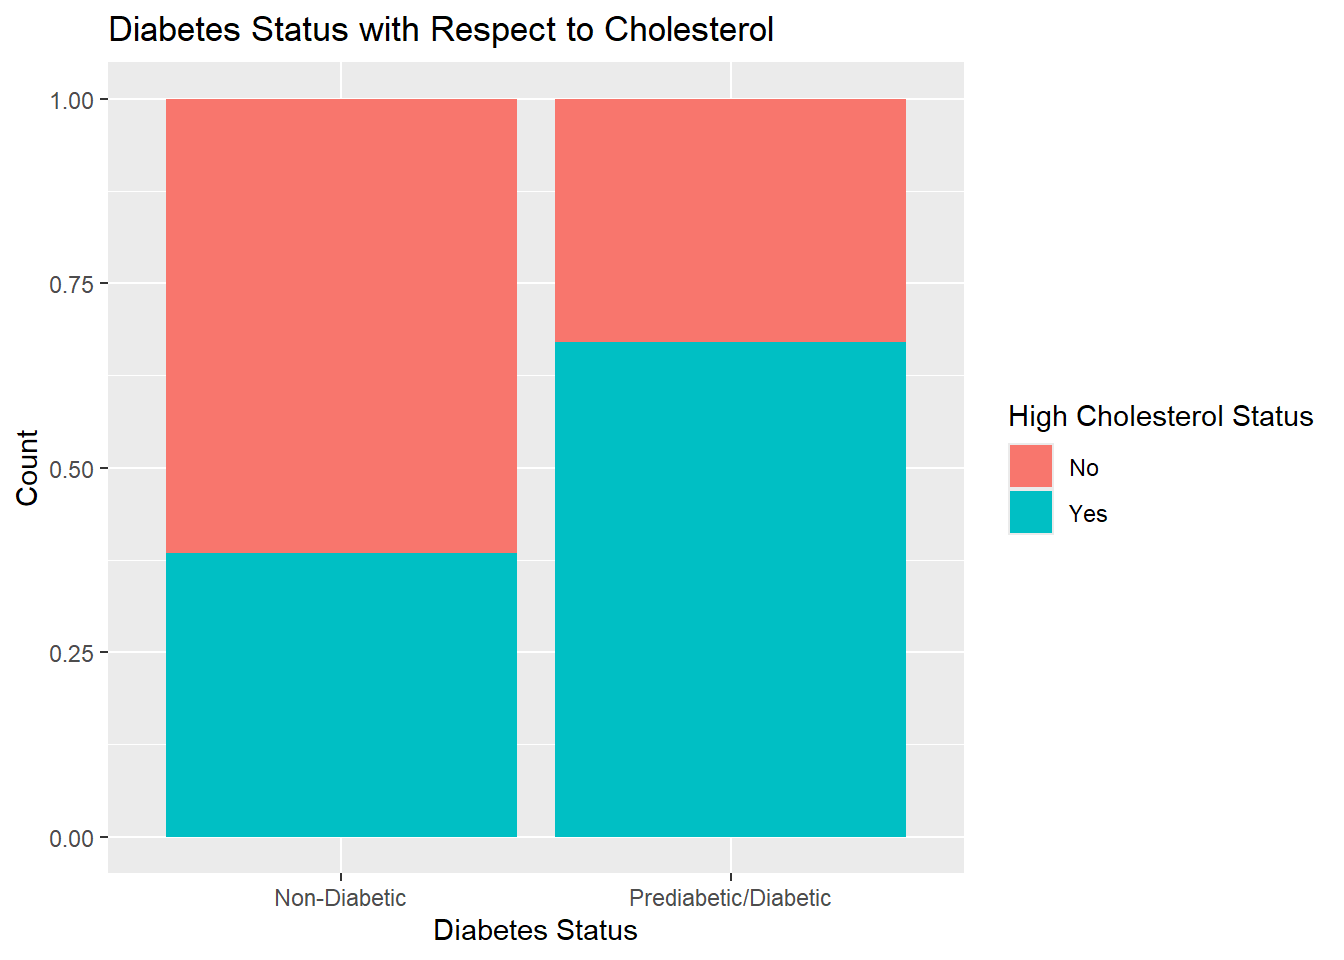 Diabetes Status with Respect to Cholesterol
1.00
0.75
0.50
0.25
0.00
Count
Non-Diabetic
Prediabetic/Diabetic
Diabetes Status
High Cholesterol Status
No
Yes